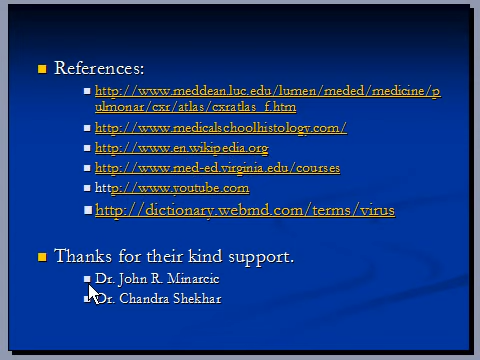 References:
http://www.meddean.luc.edu/lumen/meded/medicine/p
ulmonar/cxr/atlas/cxratlas_f.htm
http://www.medicalschoolhistology.com/
http://www.en.wikipedia.org
http://www.med-ed.virginia.edu/courses
http://www.youtube.com
http://dictionary.webmd.com/terms/virus
Thanks for their kind support.
Dr. John R. Minarcic
Dr. Chandra Shekhar